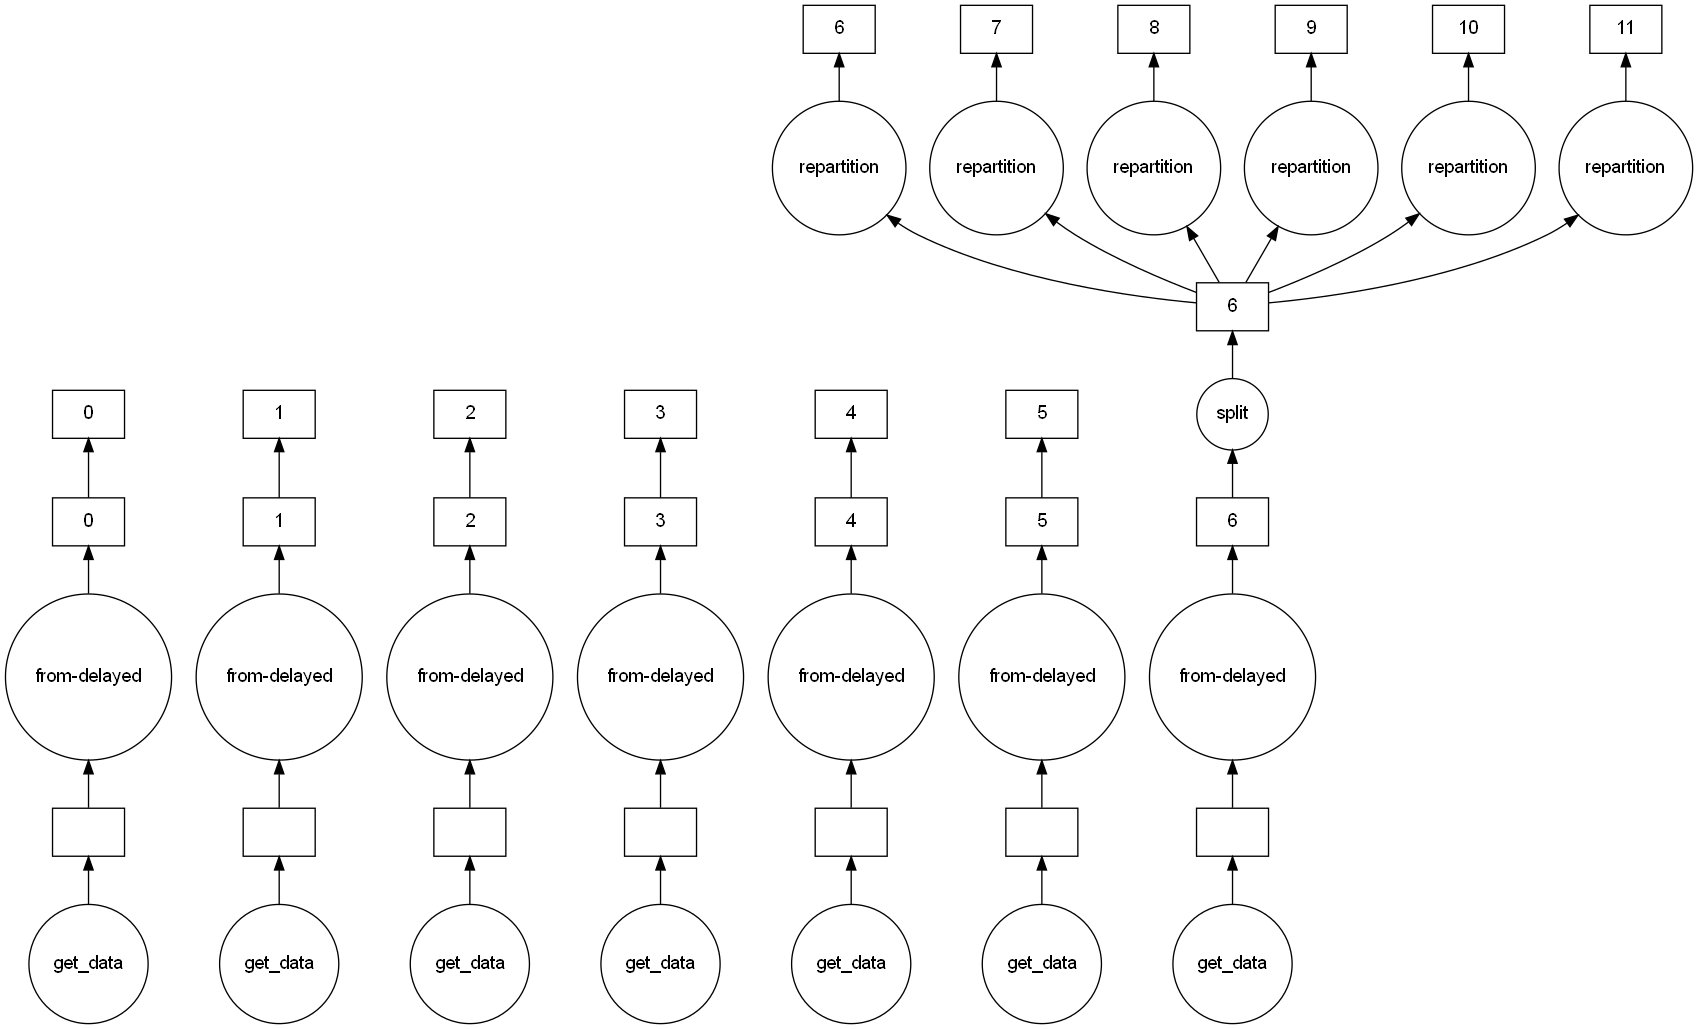 6 7 8 9 10 11
repartition repartition repartition repartition repartition repartition
6
0 1 2 3 4 5 split
0 1 2 3 4 5 6
from-delayed from-delayed from-delayed from-delayed from-delayed from-delayed from-delayed
get_data get_data get_data get_data get_data get_data get_data